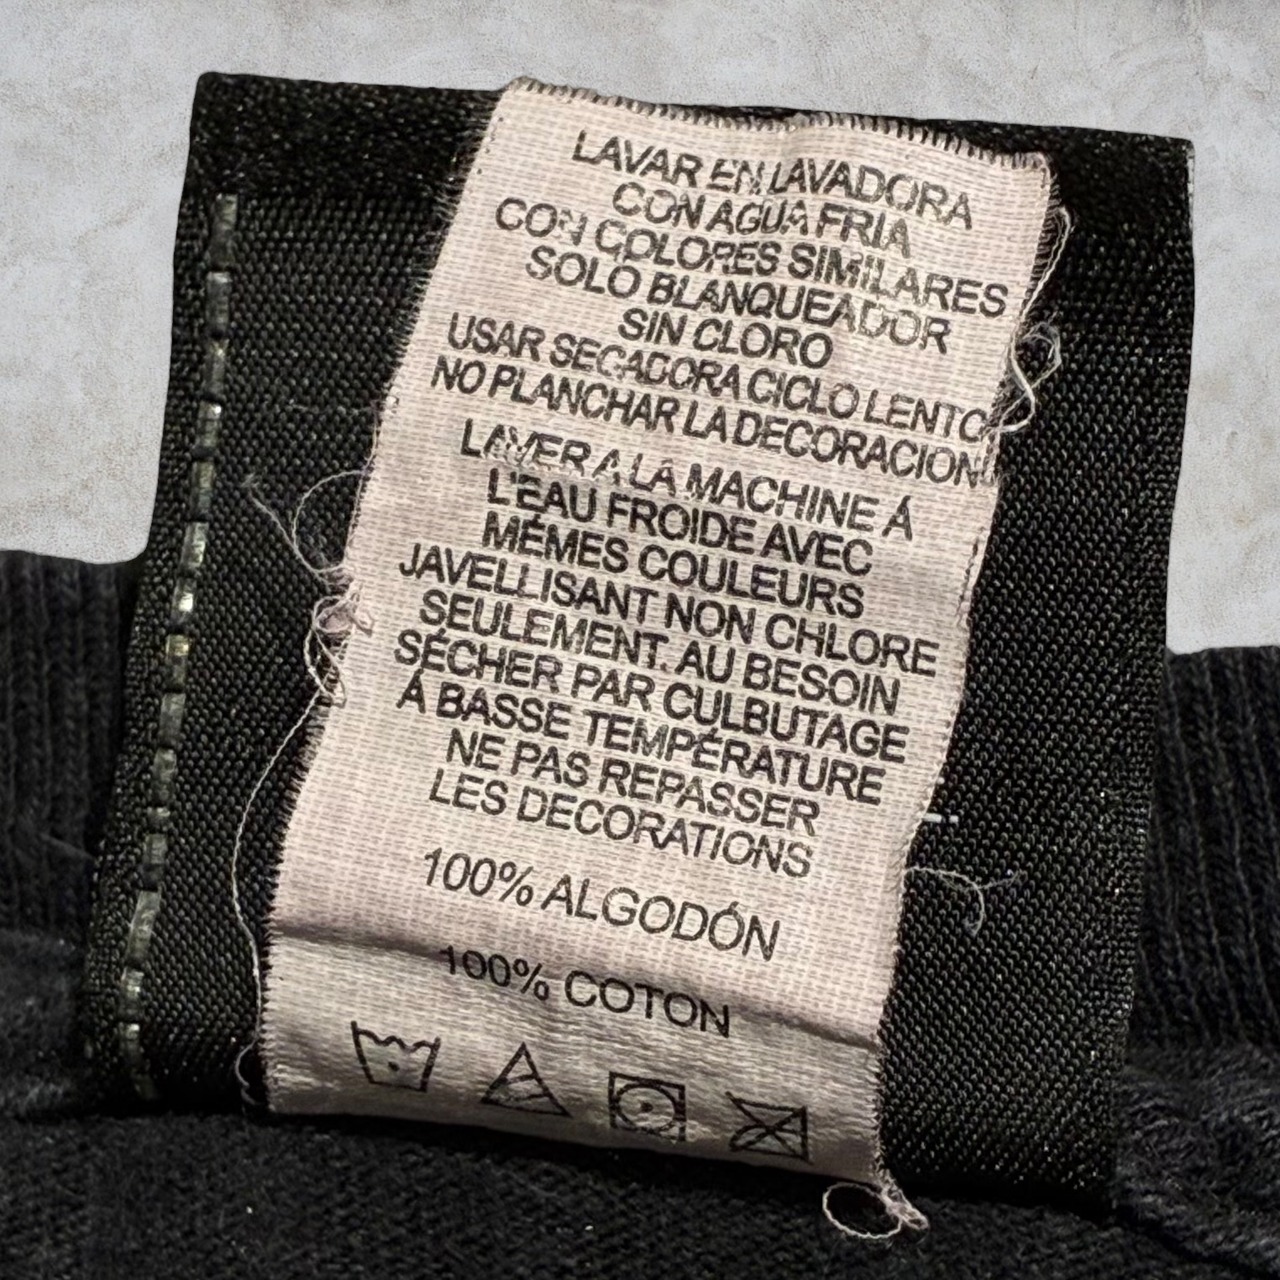 LAVAR EN LAVADORA
CON AGUA FRIA
CON COLORES SIMILARES
SOLO BLANQUEADOR
SIN CLORO
USAR SECADORA CICLO LENTO
NO PLANCHAR LA DECORACION
LAVER A LA MACHINE Á
L'EAU FROIDE AVEC
MÉMES COULEURS
JAVELLISANT NON CHLORE
SEULEMENT. AU BESOIN
SÉCHER PAR CULBUTAGE
Á BASSE TEMPÉRATURE
NE PAS REPASSER
LES DECORATIONS
100% ALGODÓN
100% COTON